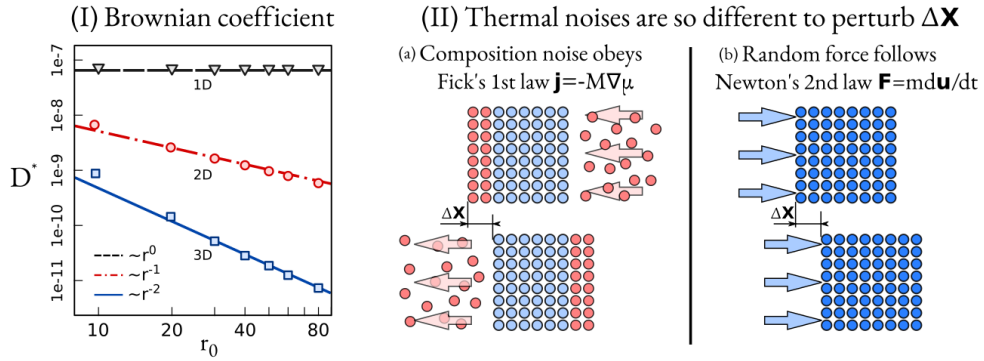 (I) Brownian coefficient
(II) Thermal noises are so different to perturb ΔX
(a) Composition noise obeys
Fick's 1st law j=-M∇μ
(b) Random force follows
Newton's 2nd law F=mdu/dt
1e-7
1e-8
1e-9
1e-10
1e-11
D*
1D
2D
3D
~r⁰
~r⁻¹
~r⁻²
10
20
40
80
r₀
ΔX
ΔX